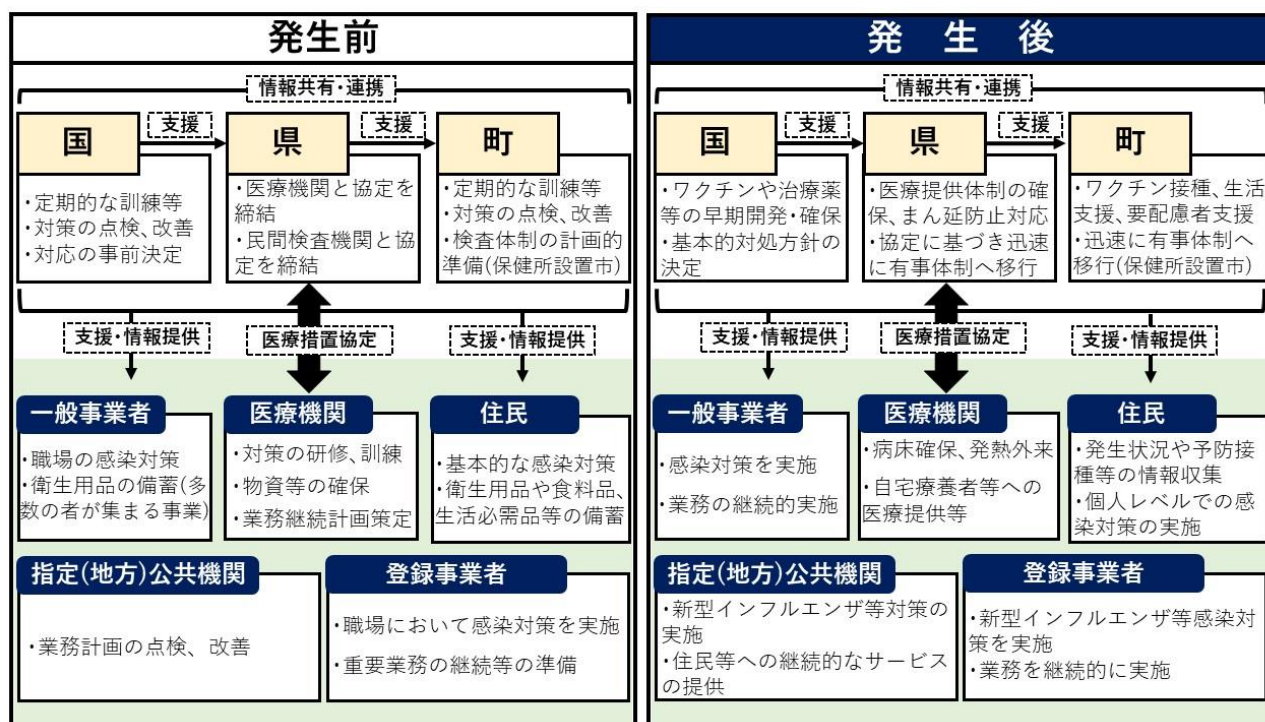 発生前
情報共有・連携
国
支援
県
支援
町
・定期的な訓練等
・対策の点検、改善
・対応の事前決定
・医療機関と協定を
締結
・民間検査機関と協
定を締結
・定期的な訓練等
・対策の点検、改善
・検査体制の計画的
準備(保健所設置市)
支援・情報提供
医療措置協定
支援・情報提供
一般事業者
・職場の感染対策
・衛生用品の備蓄(多
数の者が集まる事業)
医療機関
・対策の研修、訓練
・物資等の確保
・業務継続計画策定
住民
・基本的な感染対策
・衛生用品や食料品、
生活必需品等の備蓄
指定(地方)公共機関
・業務計画の点検、改善
登録事業者
・職場において感染対策を実施
・重要業務の継続等の準備
発 生 後
情報共有・連携
国
支援
県
支援
町
・ワクチンや治療薬
等の早期開発・確保
・基本的対処方針の
決定
・医療提供体制の確
保、まん延防止対応
・協定に基づき迅速
に有事体制へ移行
・ワクチン接種、生活
支援、要配慮者支援
・迅速に有事体制へ
移行(保健所設置市)
支援・情報提供
医療措置協定
支援・情報提供
一般事業者
・感染対策を実施
・業務の継続的実施
医療機関
・病床確保、発熱外来
・自宅療養者等への
医療提供等
住民
・発生状況や予防接
種等の情報収集
・個人レベルでの感
染対策の実施
指定(地方)公共機関
・新型インフルエンザ等対策の
実施
・住民等への継続的なサービス
の提供
登録事業者
・新型インフルエンザ等感染対
策を実施
・業務を継続的に実施